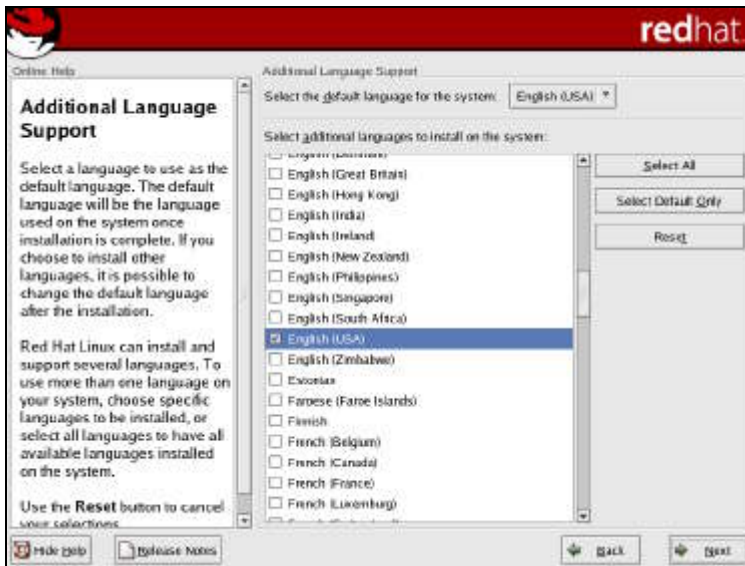 redhat.
Online Help
Additional Language Support
Additional Language
Support
Select a language to use as the
default language. The default
language will be the language
used on the system once
installation is complete. If you
choose to install other
languages, it is possible to
change the default language
after the installation.
Red Hat Linux can install and
support several languages. To
use more than one language on
your system, choose specific
languages to be installed, or
select all languages to have all
available languages installed
on the system.
Use the Reset button to cancel
your selections.
Select the default language for the system:
English (USA)
Select additional languages to install on the system:
English (Denmark)
English (Great Britain)
English (Hong Kong)
English (India)
English (Ireland)
English (New Zealand)
English (Philippines)
English (Singapore)
English (South Africa)
English (USA)
English (Zimbabwe)
Estonian
Faroese (Faroe Islands)
Finnish
French (Belgium)
French (Canada)
French (France)
French (Luxemburg)
Select All
Select Default Only
Reset
Hide Help
Release Notes
Back
Next